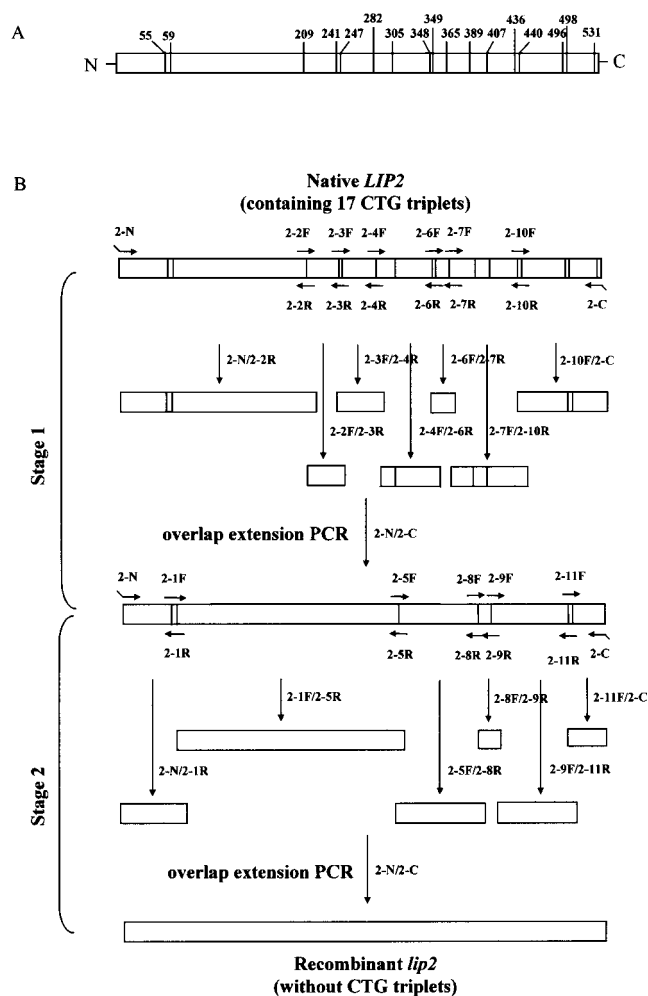 A
282 349 436 498
55 59 209 241 247 305 348 365 389 407 440 496 531
N C
B
Native LIP2
(containing 17 CTG triplets)
2-N 2-2F 2-3F 2-4F 2-6F 2-7F 2-10F
2-2R 2-3R 2-4R 2-6R 2-7R 2-10R 2-C
2-N/2-2R 2-3F/2-4R 2-6F/2-7R 2-10F/2-C
2-2F/2-3R 2-4F/2-6R 2-7F/2-10R
Stage 1
overlap extension PCR 2-N/2-C
2-N 2-1F 2-5F 2-8F 2-9F 2-11F
2-1R 2-5R 2-8R 2-9R 2-11R 2-C
2-1F/2-5R 2-8F/2-9R 2-11F/2-C
2-N/2-1R 2-5F/2-8R 2-9F/2-11R
Stage 2
overlap extension PCR 2-N/2-C
Recombinant lip2
(without CTG triplets)